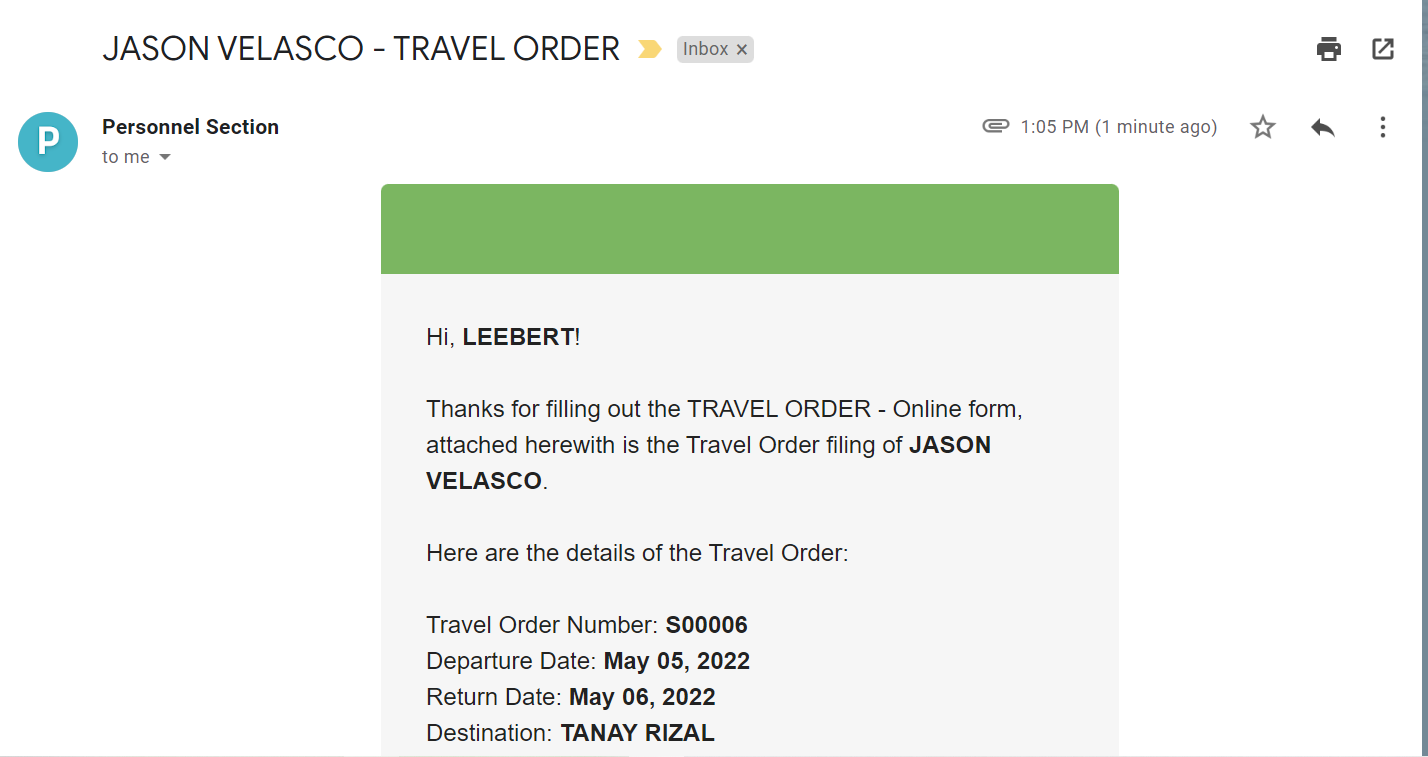 JASON VELASCO - TRAVEL ORDER Inbox ×
P
Personnel Section
1:05 PM (1 minute ago)
to me
Hi, LEEBERT!
Thanks for filling out the TRAVEL ORDER - Online form,
attached herewith is the Travel Order filing of JASON
VELASCO.
Here are the details of the Travel Order:
Travel Order Number: S00006
Departure Date: May 05, 2022
Return Date: May 06, 2022
Destination: TANAY RIZAL